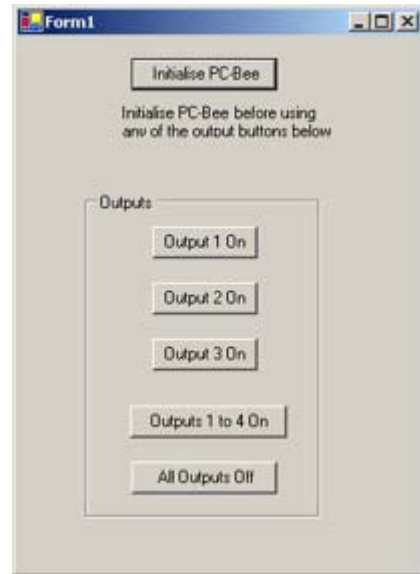 Form1
Initialise PC-Bee
Initialise PC-Bee before using
any of the output buttons below
Outputs
Output 1 On
Output 2 On
Output 3 On
Outputs 1 to 4 On
All Outputs Off